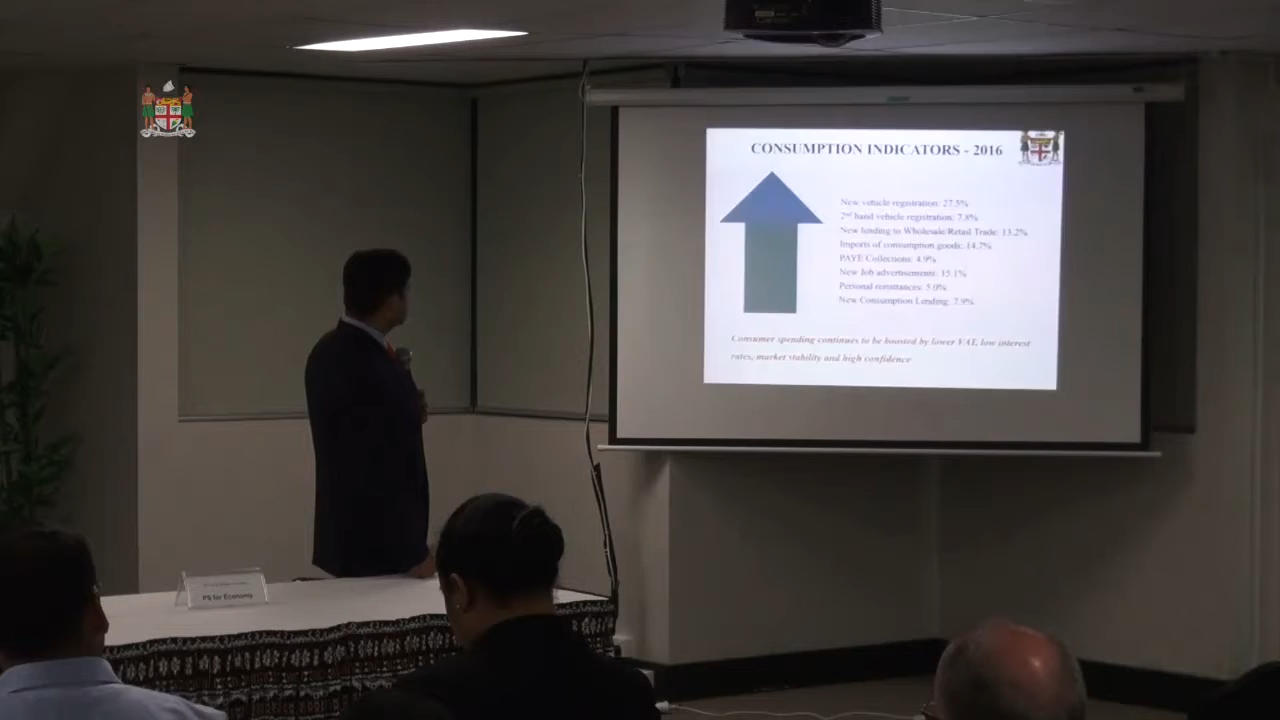 CONSUMPTION INDICATORS - 2016
New vehicle registration: 27.5%
2nd hand vehicle registration: 7.8%
New lending to Wholesale/Retail Trade: 13.2%
Imports of consumption goods: 14.7%
PAYE Collections: 4.9%
New Job advertisements: 15.1%
Personal remittances: 5.0%
New Consumption Lending: 7.9%
Consumer spending continues to be boosted by lower VAT, low interest
rates, market stability and high confidence
PS for Economy